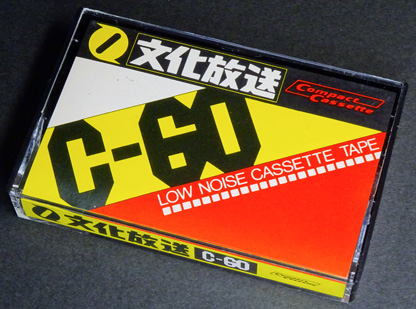 文化放送
Compact
Cassette
C-60
LOW NOISE CASSETTE TAPE
文化放送
C-60